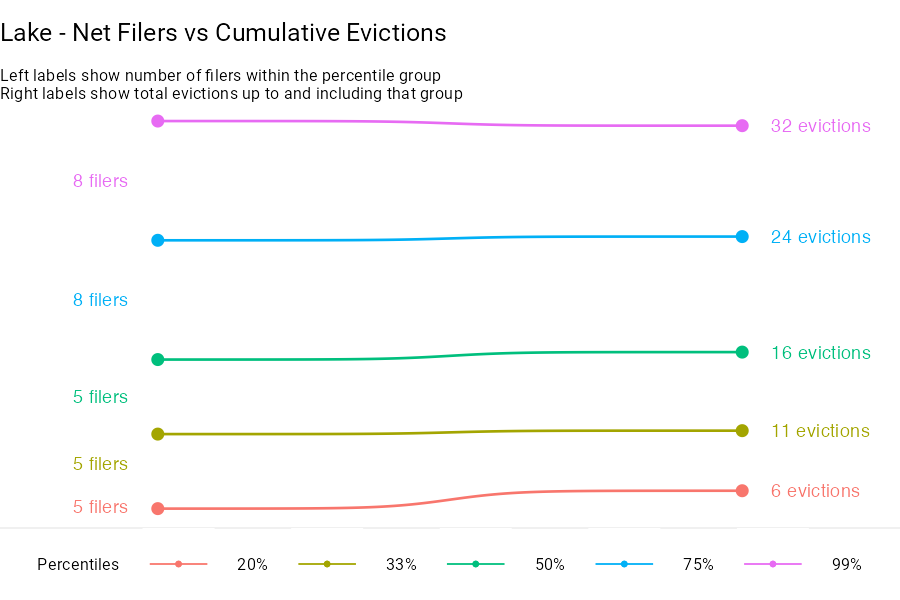 Lake - Net Filers vs Cumulative Evictions
Left labels show number of filers within the percentile group
Right labels show total evictions up to and including that group
32 evictions
8 filers
24 evictions
8 filers
16 evictions
5 filers
11 evictions
5 filers
6 evictions
5 filers
Percentiles 20% 33% 50% 75% 99%